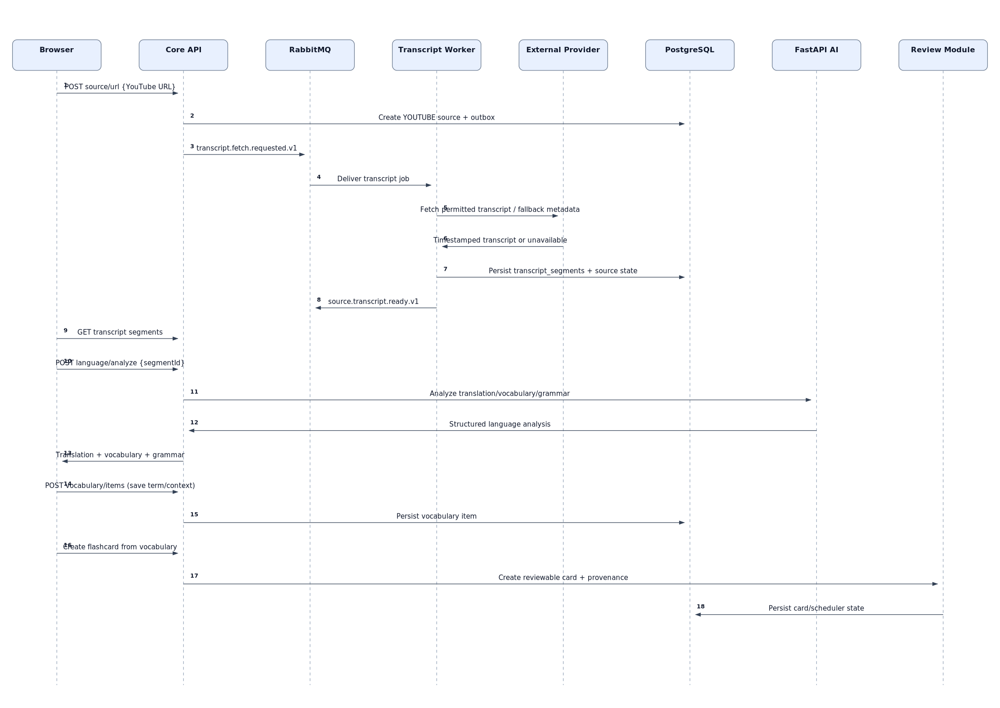 Browser
Core API
RabbitMQ
Transcript Worker
External Provider
PostgreSQL
FastAPI AI
Review Module
1 POST source/url {YouTube URL}
2 Create YOUTUBE source + outbox
3 transcript.fetch.requested.v1
4 Deliver transcript job
5 Fetch permitted transcript / fallback metadata
6 Timestamped transcript or unavailable
7 Persist transcript_segments + source state
8 source.transcript.ready.v1
9 GET transcript segments
10 POST language/analyze {segmentId}
11 Analyze translation/vocabulary/grammar
12 Structured language analysis
13 Translation + vocabulary + grammar
14 POST vocabulary/items (save term/context)
15 Persist vocabulary item
16 Create flashcard from vocabulary
17 Create reviewable card + provenance
18 Persist card/scheduler state